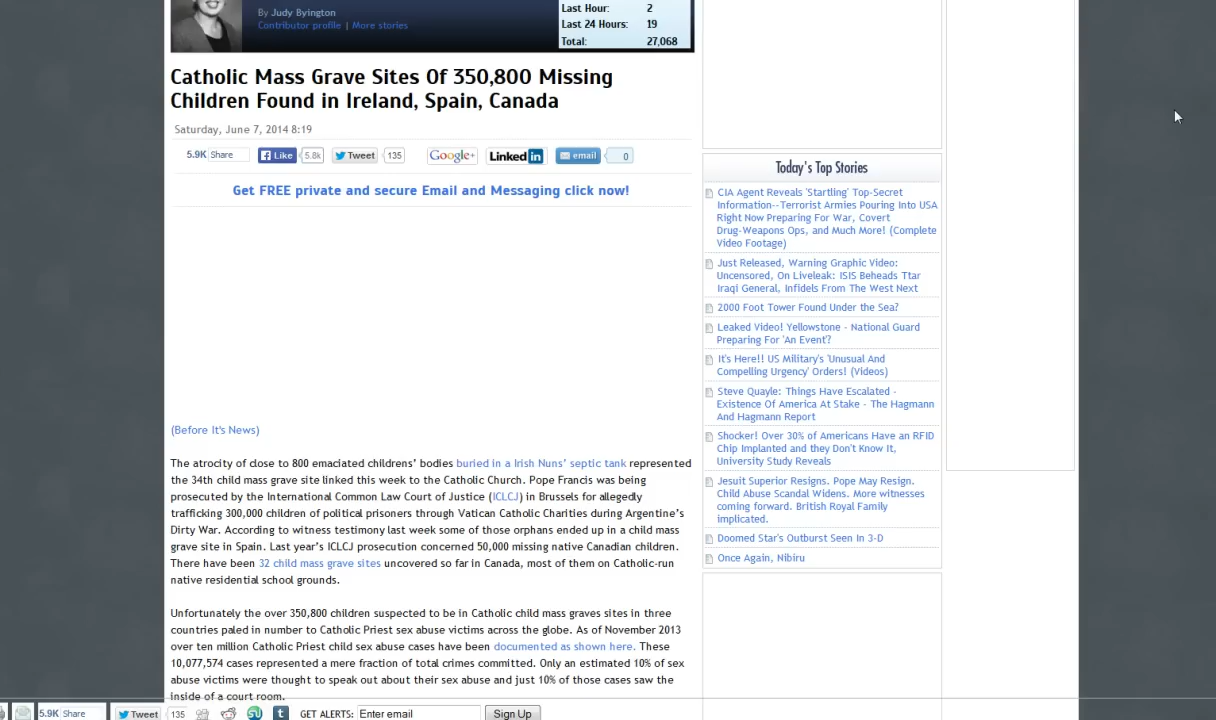 By Judy Byington
Contributor profile | More stories
Last Hour: 2
Last 24 Hours: 19
Total: 27,068
Catholic Mass Grave Sites Of 350,800 Missing
Children Found in Ireland, Spain, Canada
Saturday, June 7, 2014 8:19
5.9K Share
Like 5.8k
Tweet 135
Google+
Linked in
email 0
Get FREE private and secure Email and Messaging click now!
(Before It's News)
The atrocity of close to 800 emaciated childrens’ bodies buried in a Irish Nuns’ septic tank represented
the 34th child mass grave site linked this week to the Catholic Church. Pope Francis was being
prosecuted by the International Common Law Court of Justice (ICLCJ) in Brussels for allegedly
trafficking 300,000 children of political prisoners through Vatican Catholic Charities during Argentine’s
Dirty War. According to witness testimony last week some of those orphans ended up in a child mass
grave site in Spain. Last year’s ICLCJ prosecution concerned 50,000 missing native Canadian children.
There have been 32 child mass grave sites uncovered so far in Canada, most of them on Catholic-run
native residential school grounds.
Unfortunately the over 350,800 children suspected to be in Catholic child mass graves sites in three
countries paled in number to Catholic Priest sex abuse victims across the globe. As of November 2013
over ten million Catholic Priest child sex abuse cases have been documented as shown here. These
10,077,574 cases represented a mere fraction of total crimes committed. Only an estimated 10% of sex
abuse victims were thought to speak out about their sex abuse and just 10% of those cases saw the
inside of a court room.
Today's Top Stories
CIA Agent Reveals 'Startling' Top-Secret
Information--Terrorist Armies Pouring Into USA
Right Now Preparing For War, Covert
Drug-Weapons Ops, and Much More! (Complete
Video Footage)
Just Released, Warning Graphic Video:
Uncensored, On Liveleak: ISIS Beheads Ttar
Iraqi General, Infidels From The West Next
2000 Foot Tower Found Under the Sea?
Leaked Video! Yellowstone - National Guard
Preparing For 'An Event'?
It's Here!! US Military's 'Unusual And
Compelling Urgency' Orders! (Videos)
Steve Quayle: Things Have Escalated -
Existence Of America At Stake - The Hagmann
And Hagmann Report
Shocker! Over 30% of Americans Have an RFID
Chip Implanted and they Don't Know It,
University Study Reveals
Jesuit Superior Resigns. Pope May Resign.
Child Abuse Scandal Widens. More witnesses
coming forward. British Royal Family
implicated.
Doomed Star's Outburst Seen In 3-D
Once Again, Nibiru
5.9K Share
Tweet 135
GET ALERTS: Enter email Sign Up